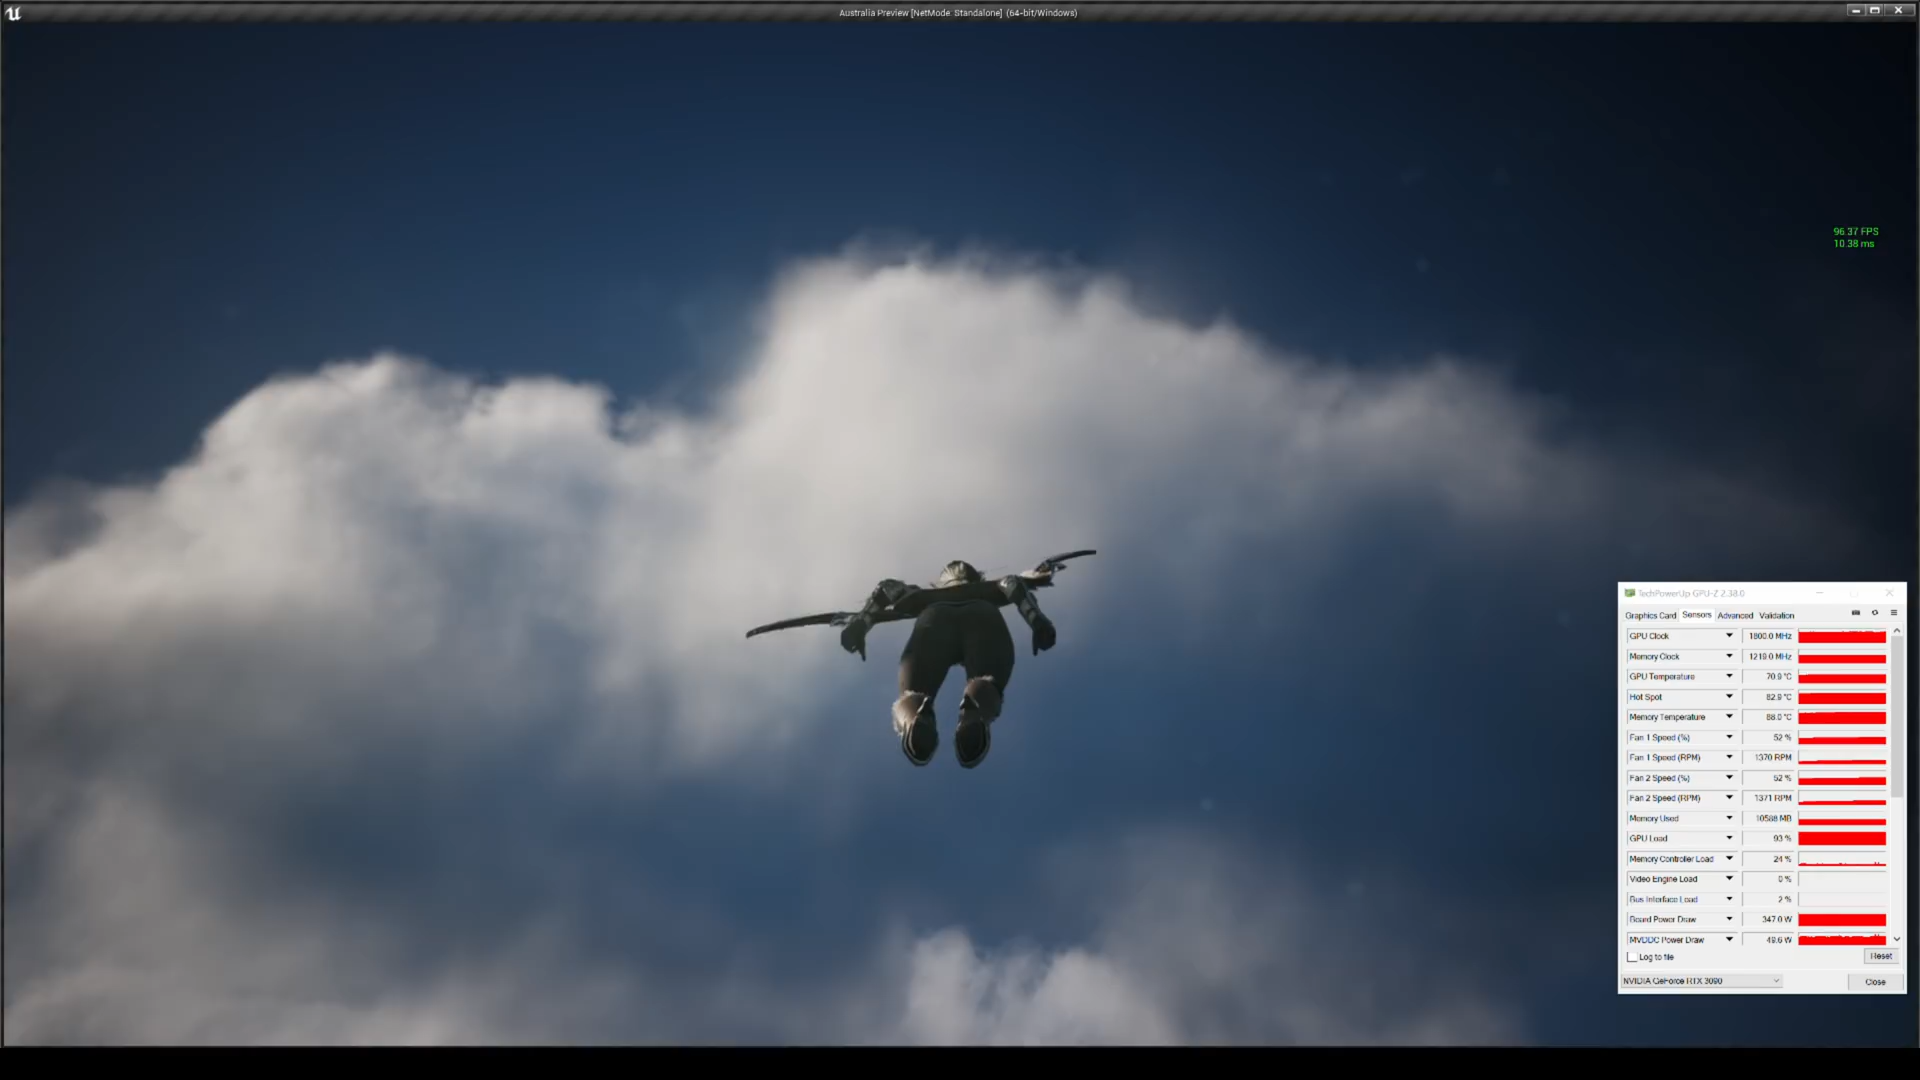 Australia Preview [NetMode: Standalone] (64-bit/Windows)
96.37 FPS
10.38 ms
TechPowerUp GPU-Z 2.38.0
Graphics Card Sensors Advanced Validation
GPU Clock 1800.0 MHz
Memory Clock 1219.0 MHz
GPU Temperature 70.9 °C
Hot Spot 82.9 °C
Memory Temperature 88.0 °C
Fan 1 Speed (%) 52 %
Fan 1 Speed (RPM) 1370 RPM
Fan 2 Speed (%) 52 %
Fan 2 Speed (RPM) 1371 RPM
Memory Used 10588 MB
GPU Load 93 %
Memory Controller Load 24 %
Video Engine Load 0 %
Bus Interface Load 2 %
Board Power Draw 347.0 W
MVDDC Power Draw 49.6 W
Log to file Reset
NVIDIA GeForce RTX 3090 Close